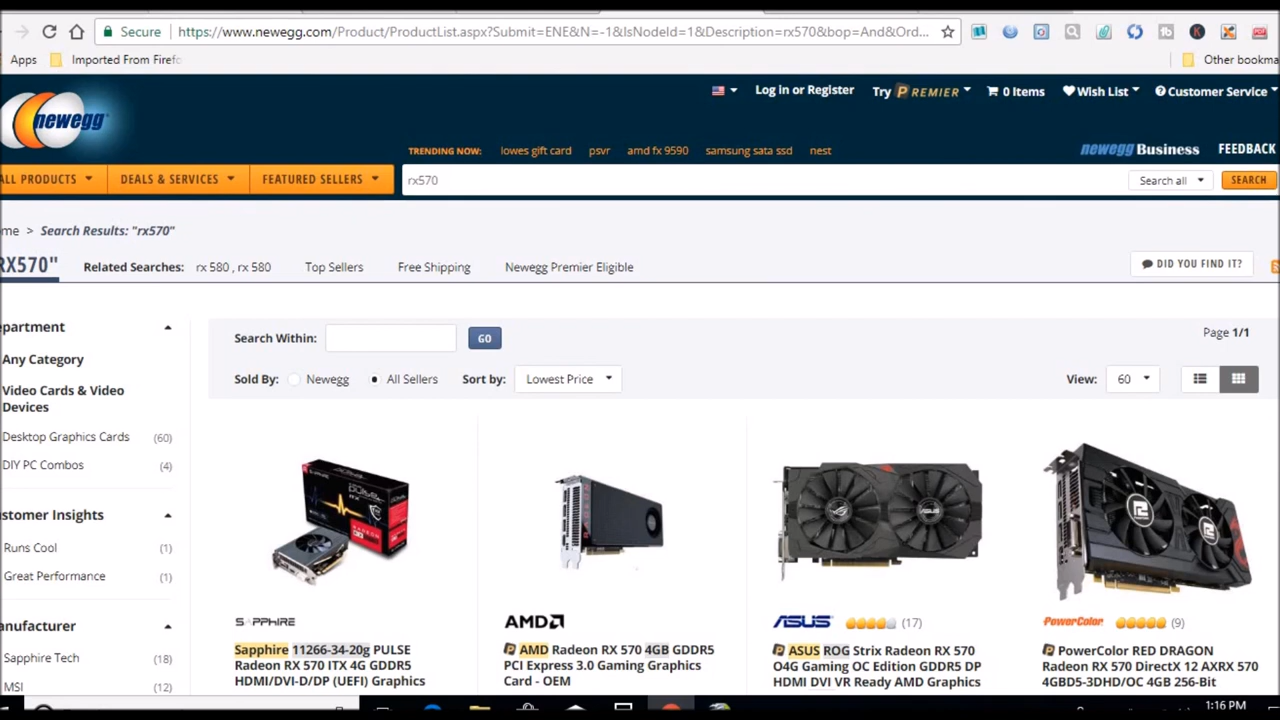 Secure https://www.newegg.com/Product/ProductList.aspx?Submit=ENE&N=-1&IsNodeId=1&Description=rx570&bop=And&Ord...
Apps Imported From Firefo Other bookma
newegg
Log in or Register Try PREMIER 0 Items Wish List Customer Service
TRENDING NOW: lowes gift card psvr amd fx 9590 samsung sata ssd nest
newegg Business FEEDBACK
ALL PRODUCTS DEALS & SERVICES FEATURED SELLERS rx570 Search all SEARCH
ome > Search Results: "rx570"
RX570" Related Searches: rx 580 , rx 580 Top Sellers Free Shipping Newegg Premier Eligible DID YOU FIND IT?
epartment
Any Category
Video Cards & Video
Devices
Desktop Graphics Cards (60)
DIY PC Combos (4)
ustomer Insights
Runs Cool (1)
Great Performance (1)
anufacturer
Sapphire Tech (18)
MSI (12)
Search Within: GO Page 1/1
Sold By: Newegg All Sellers Sort by: Lowest Price View: 60
SAPPHIRE
Sapphire 11266-34-20g PULSE
Radeon RX 570 ITX 4G GDDR5
HDMI/DVI-D/DP (UEFI) Graphics
AMD
AMD Radeon RX 570 4GB GDDR5
PCI Express 3.0 Gaming Graphics
Card - OEM
ASUS (17)
ASUS ROG Strix Radeon RX 570
O4G Gaming OC Edition GDDR5 DP
HDMI DVI VR Ready AMD Graphics
PowerColor (9)
PowerColor RED DRAGON
Radeon RX 570 DirectX 12 AXRX 570
4GBD5-3DHD/OC 4GB 256-Bit
1:16 PM